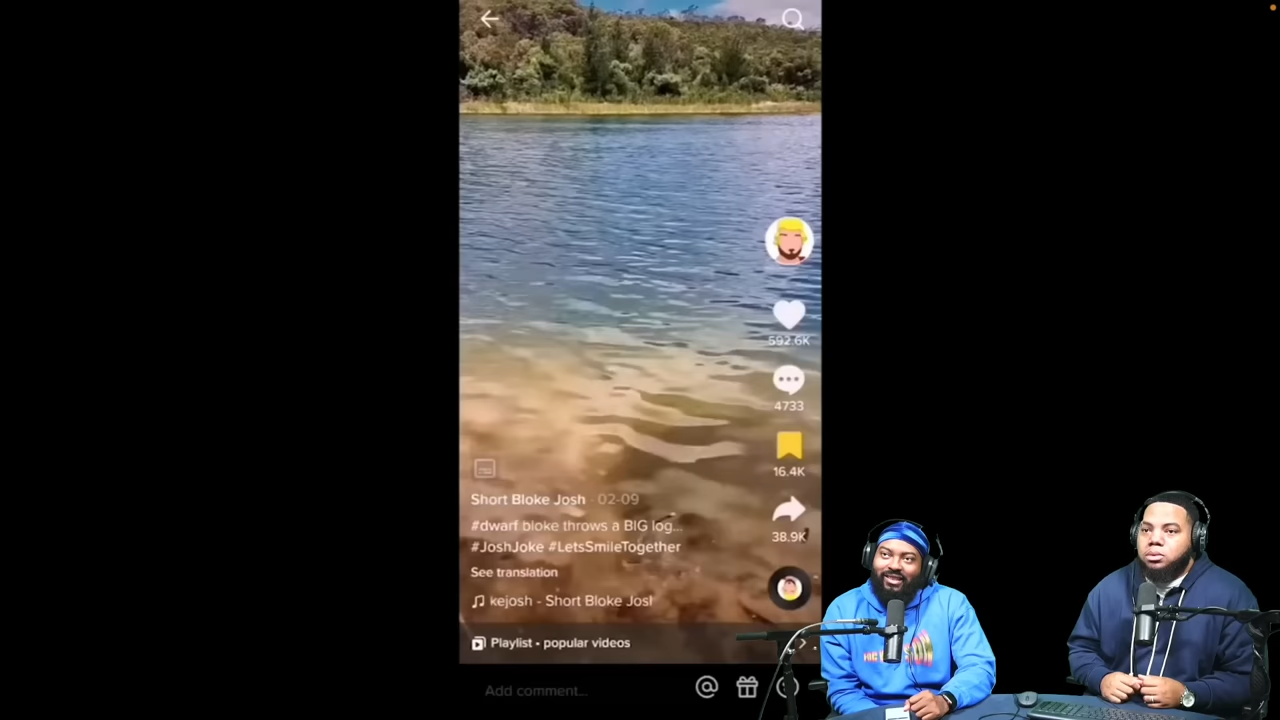 592.6K
4733
16.4K
38.9K
Short Bloke Josh · 02-09
#dwarf bloke throws a BIG log...
#JoshJoke #LetsSmileTogether
See translation
kejosh - Short Bloke Josl
Playlist • popular videos
Add comment...